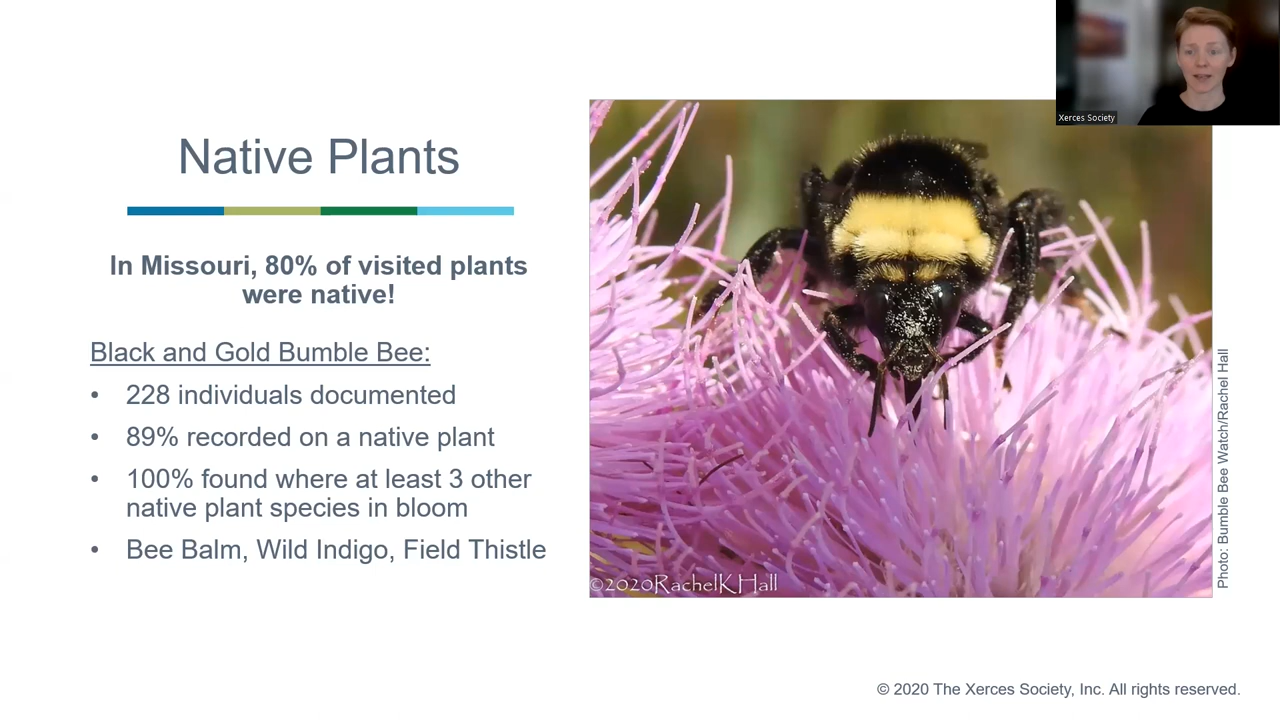 Xerces Society
Native Plants
In Missouri, 80% of visited plants
were native!
Black and Gold Bumble Bee:
• 228 individuals documented
• 89% recorded on a native plant
• 100% found where at least 3 other
native plant species in bloom
• Bee Balm, Wild Indigo, Field Thistle
©2020RachelKHall
Photo: Bumble Bee Watch/Rachel Hall
© 2020 The Xerces Society, Inc. All rights reserved.